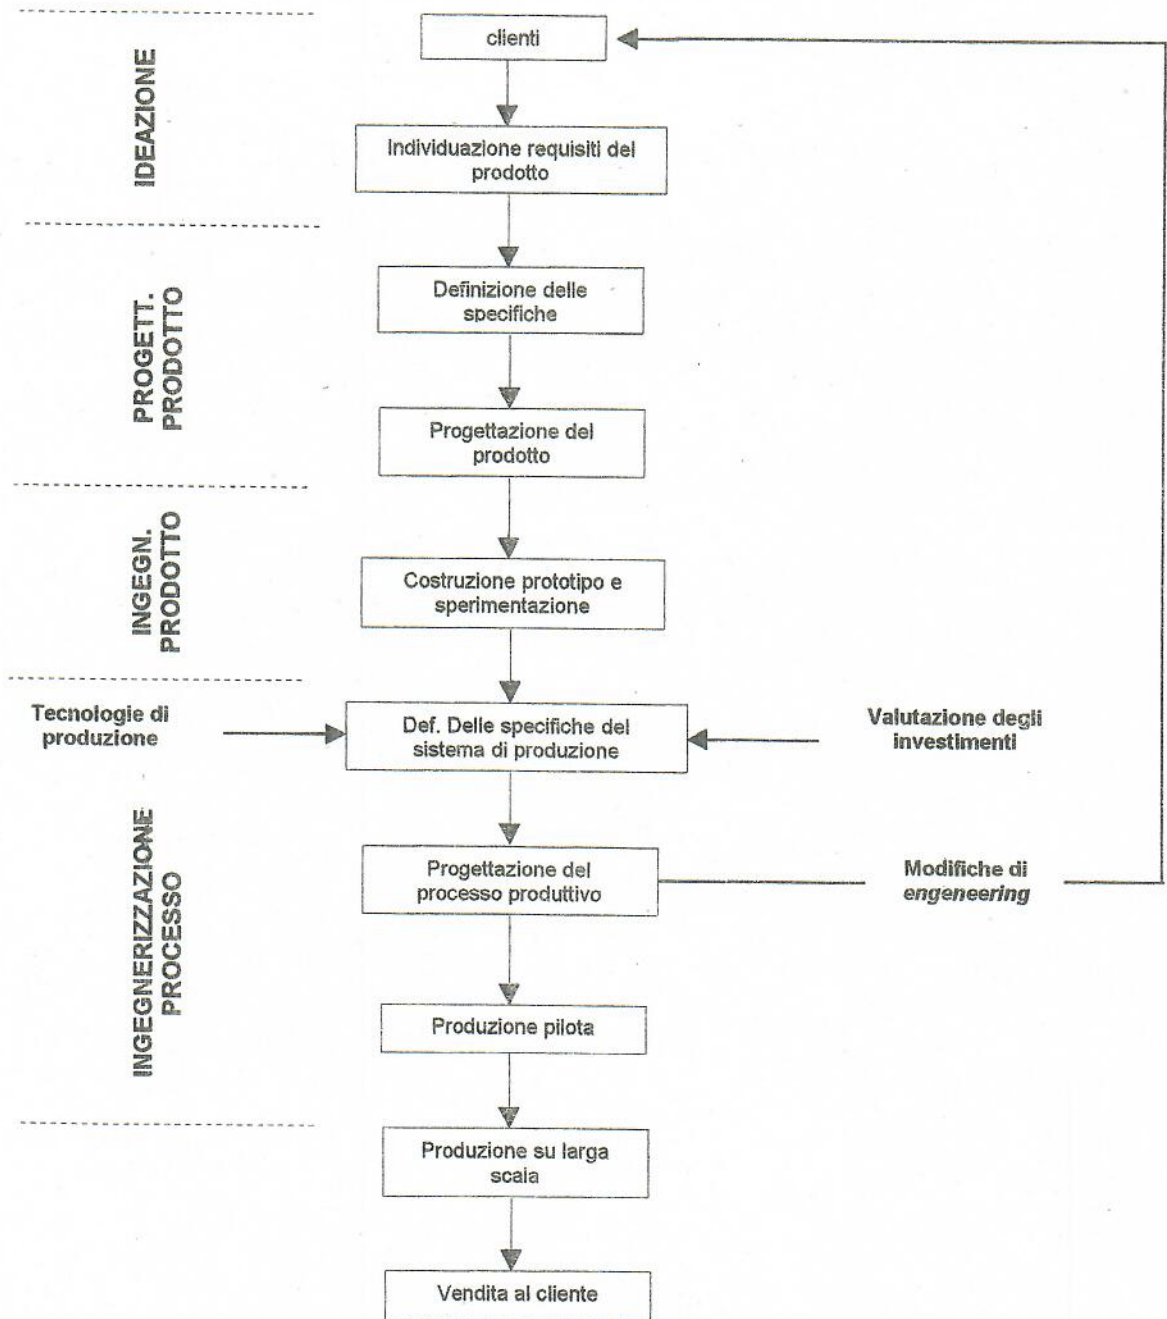 clienti
IDEAZIONE
Individuazione requisiti del
prodotto
PROGETT.
PRODOTTO
Definizione delle
specifiche
Progettazione del
prodotto
INGEGN.
PRODOTTO
Costruzione prototipo e
sperimentazione
Tecnologie di
produzione
Def. Delle specifiche del
sistema di produzione
Valutazione degli
investimenti
INGEGNERIZZAZIONE
PROCESSO
Progettazione del
processo produttivo
Modifiche di
engeneering
Produzione pilota
Produzione su larga
scala
Vendita al cliente